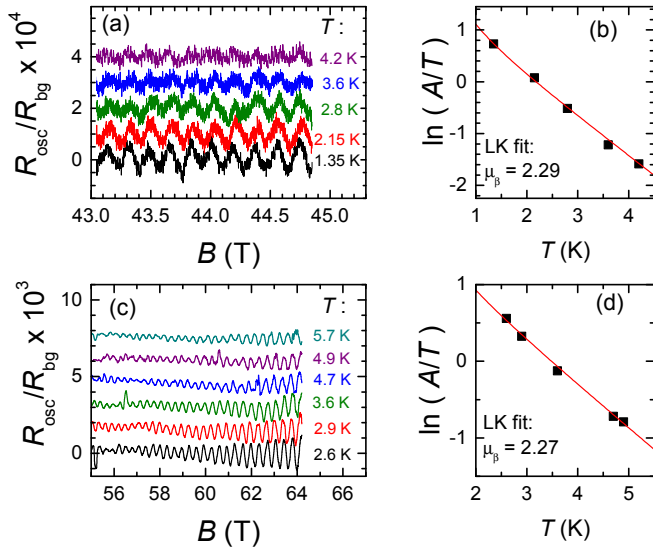 (a)
T :
4.2 K
3.6 K
2.8 K
2.15 K
1.35 K
R_osc/R_bg x 10^4
4
2
0
43.0 43.5 44.0 44.5 45.0
B (T)
(b)
ln ( A/T )
1
0
-1
-2
LK fit:
μ_β = 2.29
1 2 3 4
T (K)
(c)
T :
5.7 K
4.9 K
4.7 K
3.6 K
2.9 K
2.6 K
R_osc/R_bg x 10^3
10
5
0
56 58 60 62 64 66
B (T)
(d)
ln ( A/T )
1
0
-1
LK fit:
μ_β = 2.27
2 3 4 5
T (K)